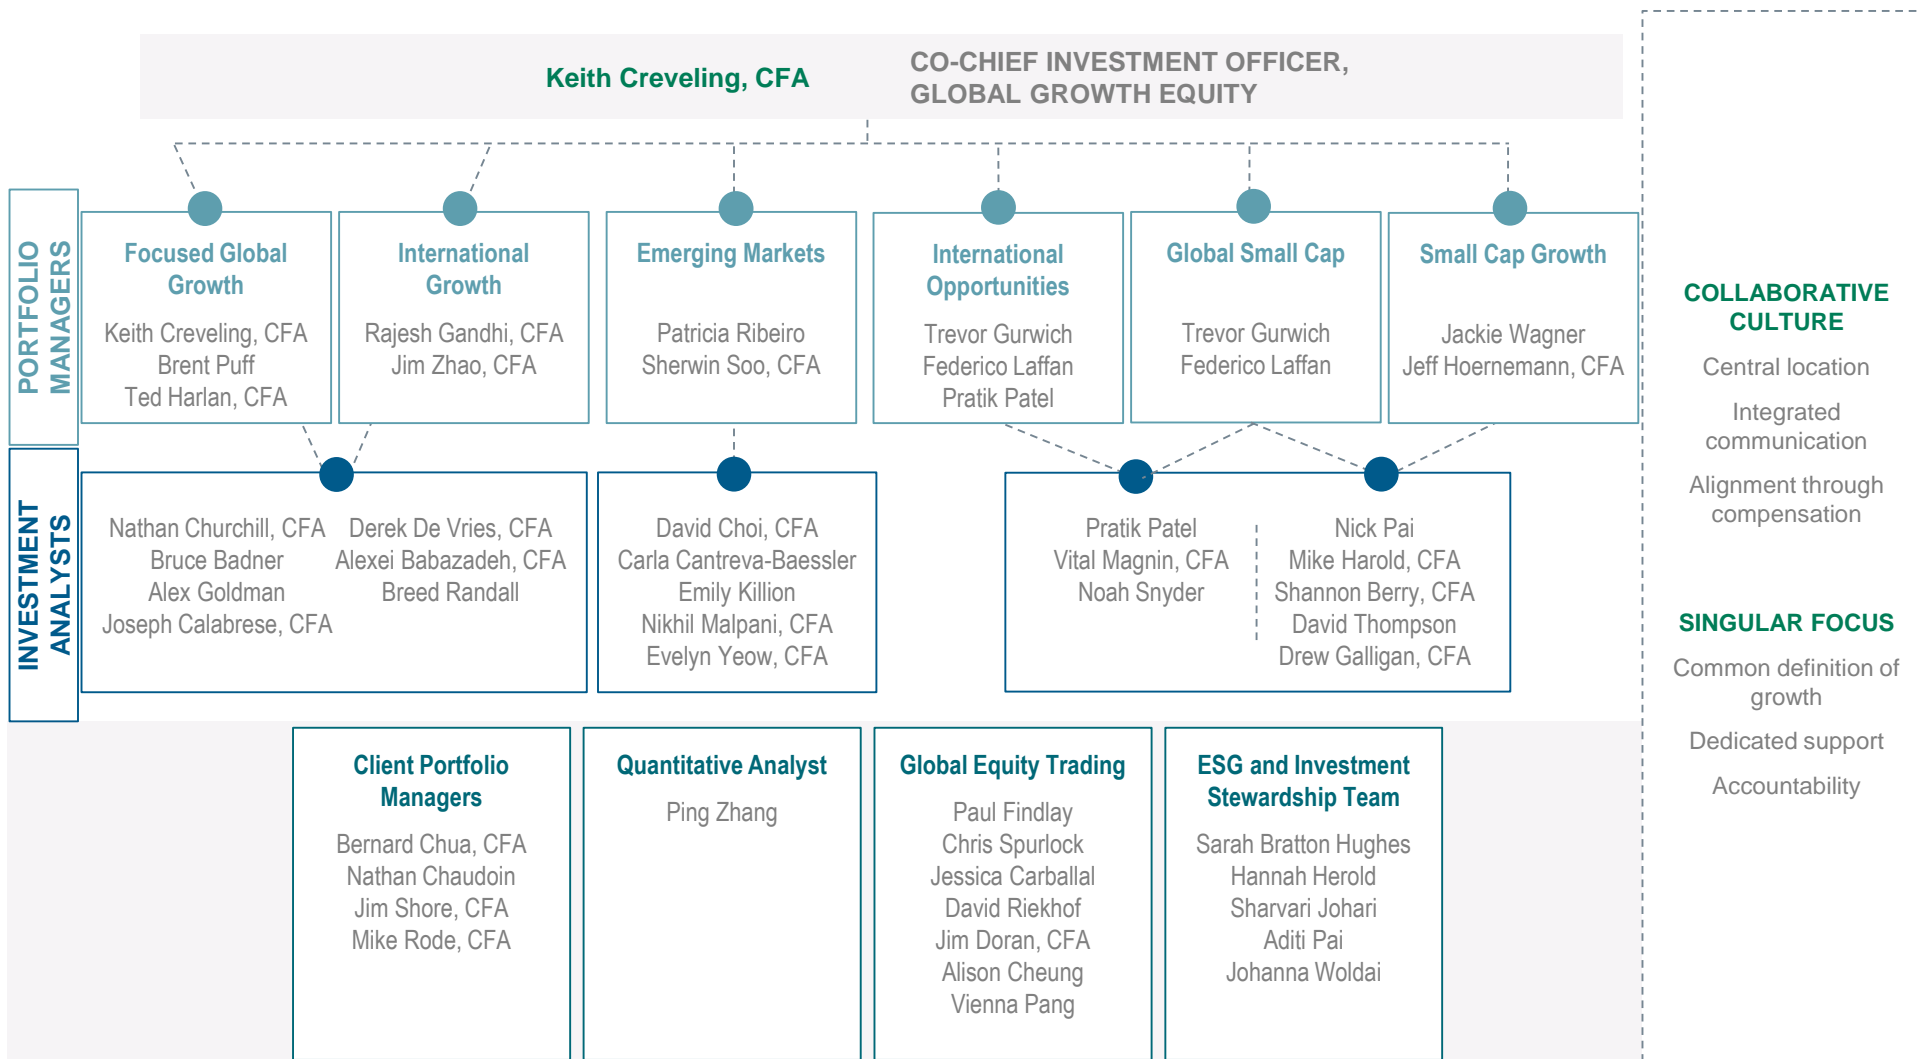 Keith Creveling, CFA
CO-CHIEF INVESTMENT OFFICER,
GLOBAL GROWTH EQUITY
PORTFOLIO
MANAGERS
Focused Global
Growth
Keith Creveling, CFA
Brent Puff
Ted Harlan, CFA
International
Growth
Rajesh Gandhi, CFA
Jim Zhao, CFA
Emerging Markets
Patricia Ribeiro
Sherwin Soo, CFA
International
Opportunities
Trevor Gurwich
Federico Laffan
Pratik Patel
Global Small Cap
Trevor Gurwich
Federico Laffan
Small Cap Growth
Jackie Wagner
Jeff Hoernemann, CFA
INVESTMENT
ANALYSTS
Nathan Churchill, CFA
Bruce Badner
Alex Goldman
Joseph Calabrese, CFA
Derek De Vries, CFA
Alexei Babazadeh, CFA
Breed Randall
David Choi, CFA
Carla Cantreva-Baessler
Emily Killion
Nikhil Malpani, CFA
Evelyn Yeow, CFA
Pratik Patel
Vital Magnin, CFA
Noah Snyder
Nick Pai
Mike Harold, CFA
Shannon Berry, CFA
David Thompson
Drew Galligan, CFA
Client Portfolio
Managers
Bernard Chua, CFA
Nathan Chaudoin
Jim Shore, CFA
Mike Rode, CFA
Quantitative Analyst
Ping Zhang
Global Equity Trading
Paul Findlay
Chris Spurlock
Jessica Carballal
David Riekhof
Jim Doran, CFA
Alison Cheung
Vienna Pang
ESG and Investment
Stewardship Team
Sarah Bratton Hughes
Hannah Herold
Sharvari Johari
Aditi Pai
Johanna Woldai
COLLABORATIVE
CULTURE
Central location
Integrated
communication
Alignment through
compensation
SINGULAR FOCUS
Common definition of
growth
Dedicated support
Accountability